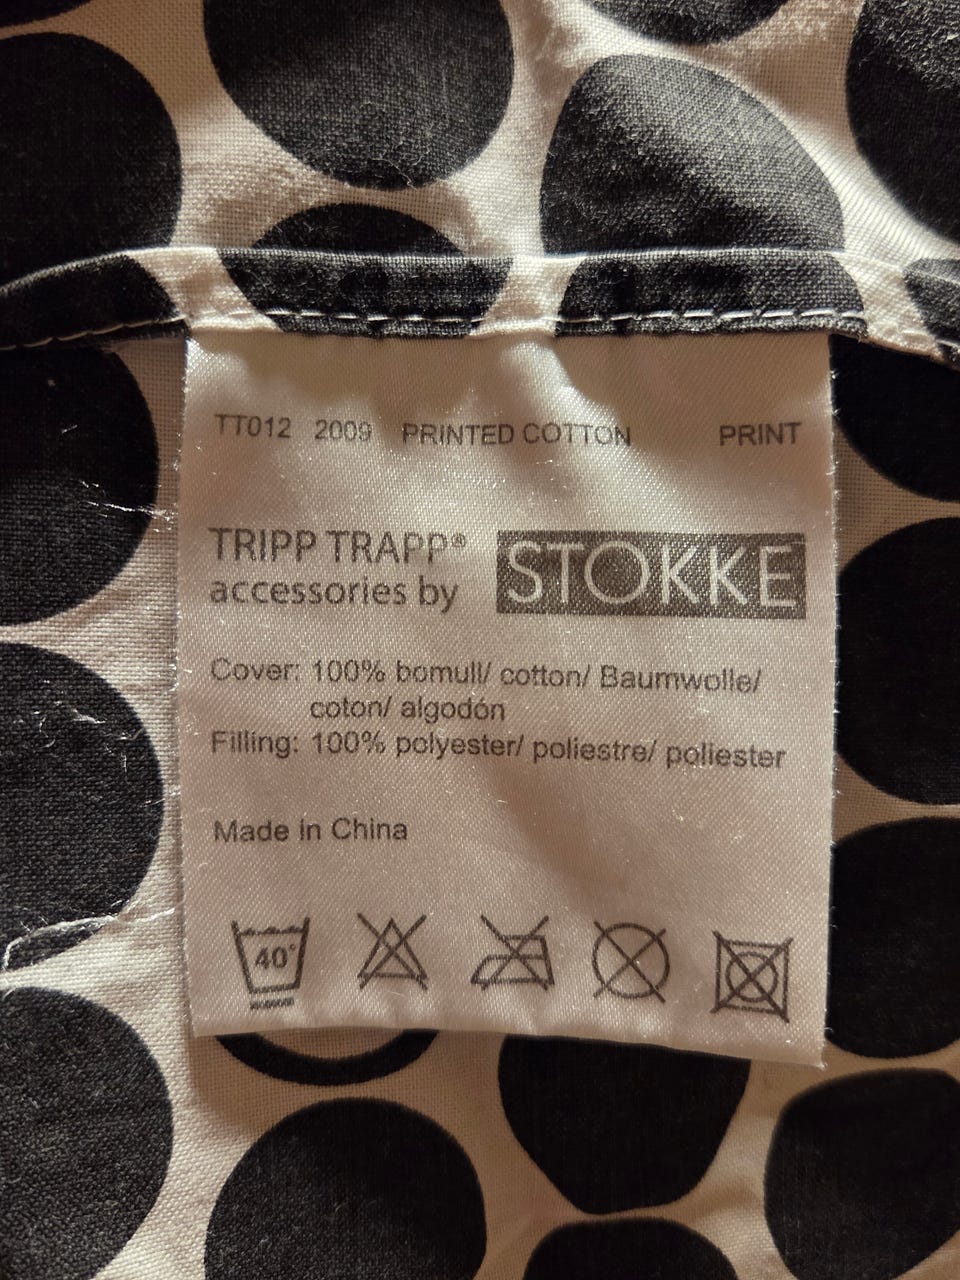 TT012 2009 PRINTED COTTON PRINT
TRIPP TRAPP®
accessories by STOKKE
Cover: 100% bomull/ cotton/ Baumwolle/
coton/ algodón
Filling: 100% polyester/ poliestre/ poliester
Made in China
40°